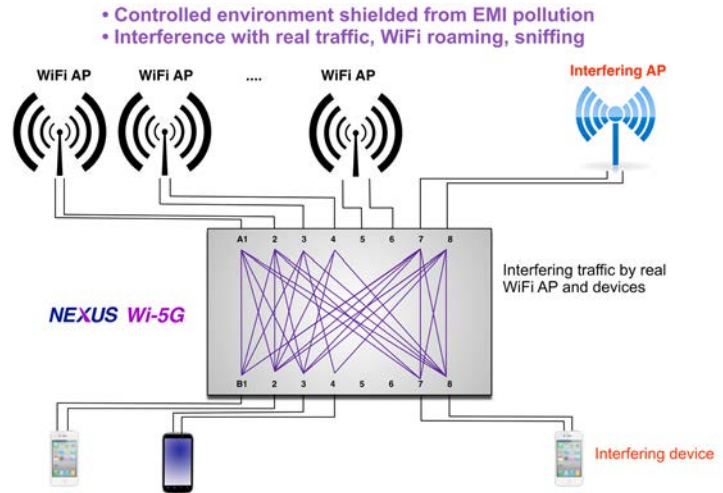 • Controlled environment shielded from EMI pollution
• Interference with real traffic, WiFi roaming, sniffing
WiFi AP WiFi AP .... WiFi AP Interfering AP
A1 2 3 4 5 6 7 8
Interfering traffic by real
WiFi AP and devices
NEXUS Wi-5G
B1 2 3 4 5 6 7 8
Interfering device